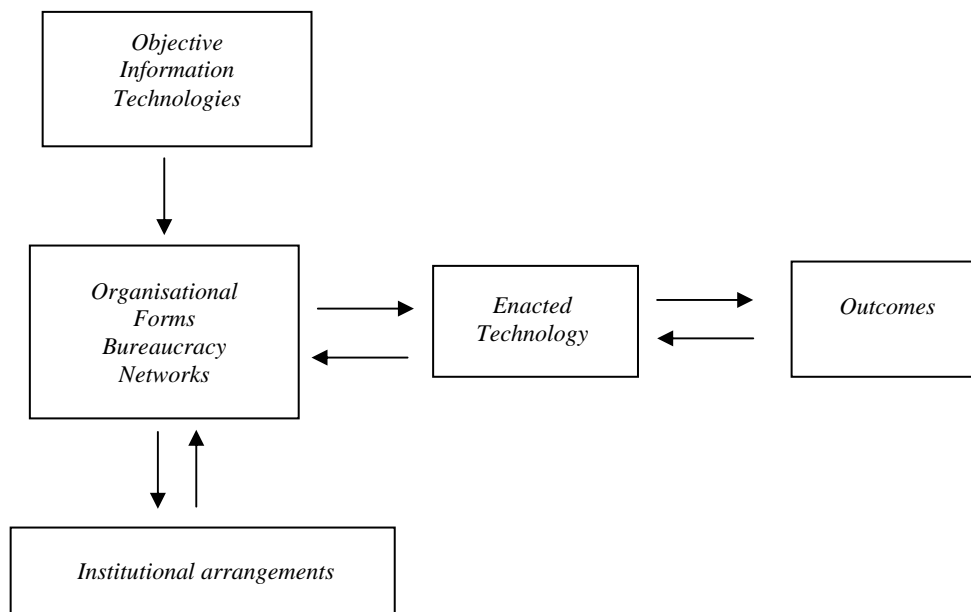 Objective
Information
Technologies
Organisational
Forms
Bureaucracy
Networks
Enacted
Technology
Outcomes
Institutional arrangements